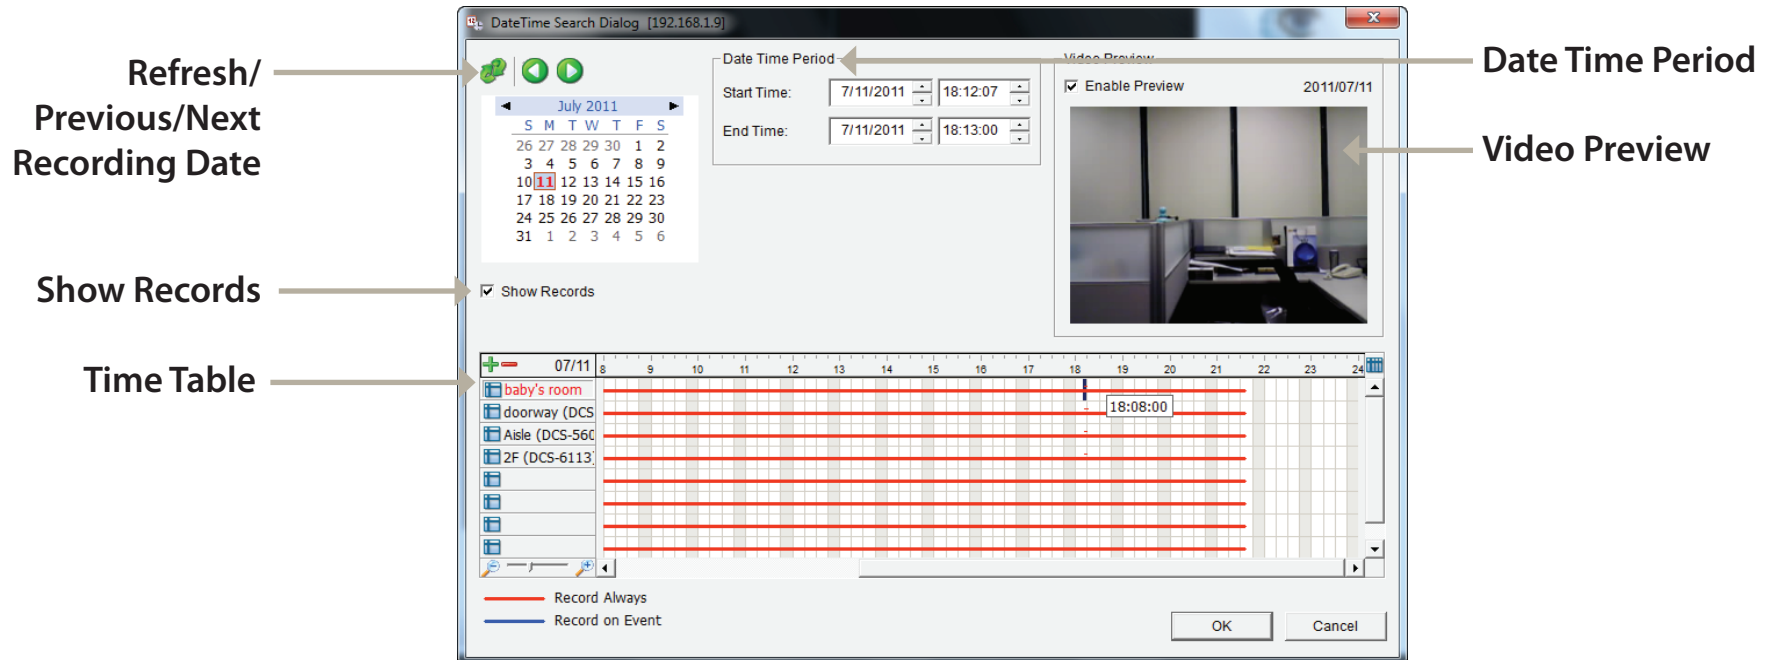 DateTime Search Dialog [192.168.1.9]
Refresh/
Previous/Next
Recording Date
Show Records
Time Table
Date Time Period
Video Preview
July 2011
S M T W T F S
26 27 28 29 30 1 2
3 4 5 6 7 8 9
10 11 12 13 14 15 16
17 18 19 20 21 22 23
24 25 26 27 28 29 30
31 1 2 3 4 5 6
Show Records
Date Time Period
Start Time: 7/11/2011 18:12:07
End Time: 7/11/2011 18:13:00
Video Preview
Enable Preview 2011/07/11
07/11 8 9 10 11 12 13 14 15 16 17 18 19 20 21 22 23 24
baby's room
18:08:00
doorway (DCS
Aisle (DCS-560
2F (DCS-6113)
Record Always
Record on Event
OK Cancel